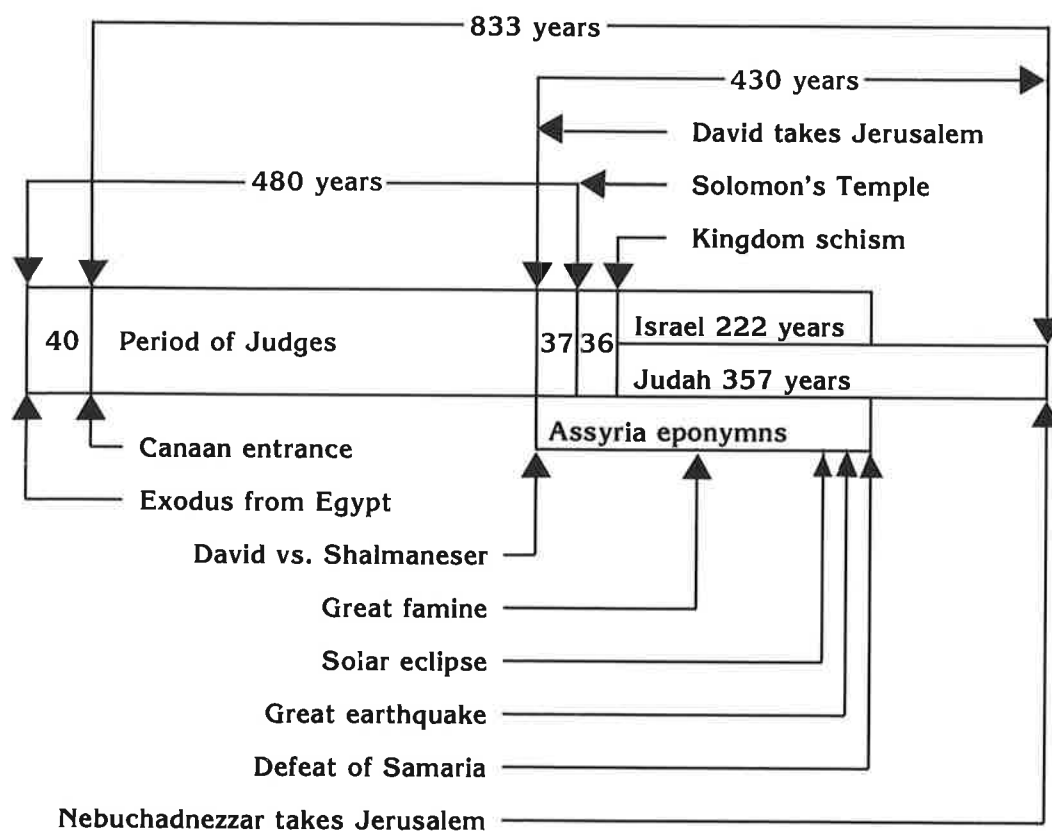 833 years
430 years
David takes Jerusalem
480 years
Solomon's Temple
Kingdom schism
40 Period of Judges 37 36 Israel 222 years
Judah 357 years
Assyria eponymns
Canaan entrance
Exodus from Egypt
David vs. Shalmaneser
Great famine
Solar eclipse
Great earthquake
Defeat of Samaria
Nebuchadnezzar takes Jerusalem